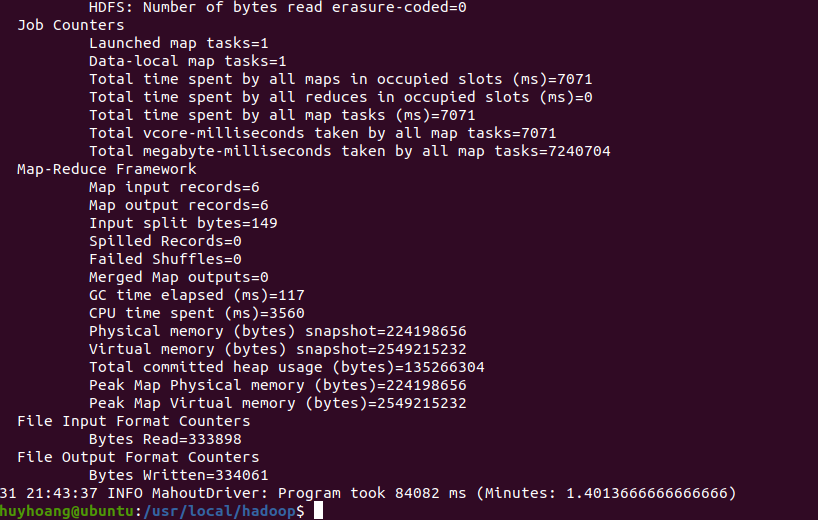 HDFS: Number of bytes read erasure-coded=0
Job Counters
Launched map tasks=1
Data-local map tasks=1
Total time spent by all maps in occupied slots (ms)=7071
Total time spent by all reduces in occupied slots (ms)=0
Total time spent by all map tasks (ms)=7071
Total vcore-milliseconds taken by all map tasks=7071
Total megabyte-milliseconds taken by all map tasks=7240704
Map-Reduce Framework
Map input records=6
Map output records=6
Input split bytes=149
Spilled Records=0
Failed Shuffles=0
Merged Map outputs=0
GC time elapsed (ms)=117
CPU time spent (ms)=3560
Physical memory (bytes) snapshot=224198656
Virtual memory (bytes) snapshot=2549215232
Total committed heap usage (bytes)=135266304
Peak Map Physical memory (bytes)=224198656
Peak Map Virtual memory (bytes)=2549215232
File Input Format Counters
Bytes Read=333898
File Output Format Counters
Bytes Written=334061
31 21:43:37 INFO MahoutDriver: Program took 84082 ms (Minutes: 1.4013666666666666)
huyhoang@ubuntu:/usr/local/hadoop$